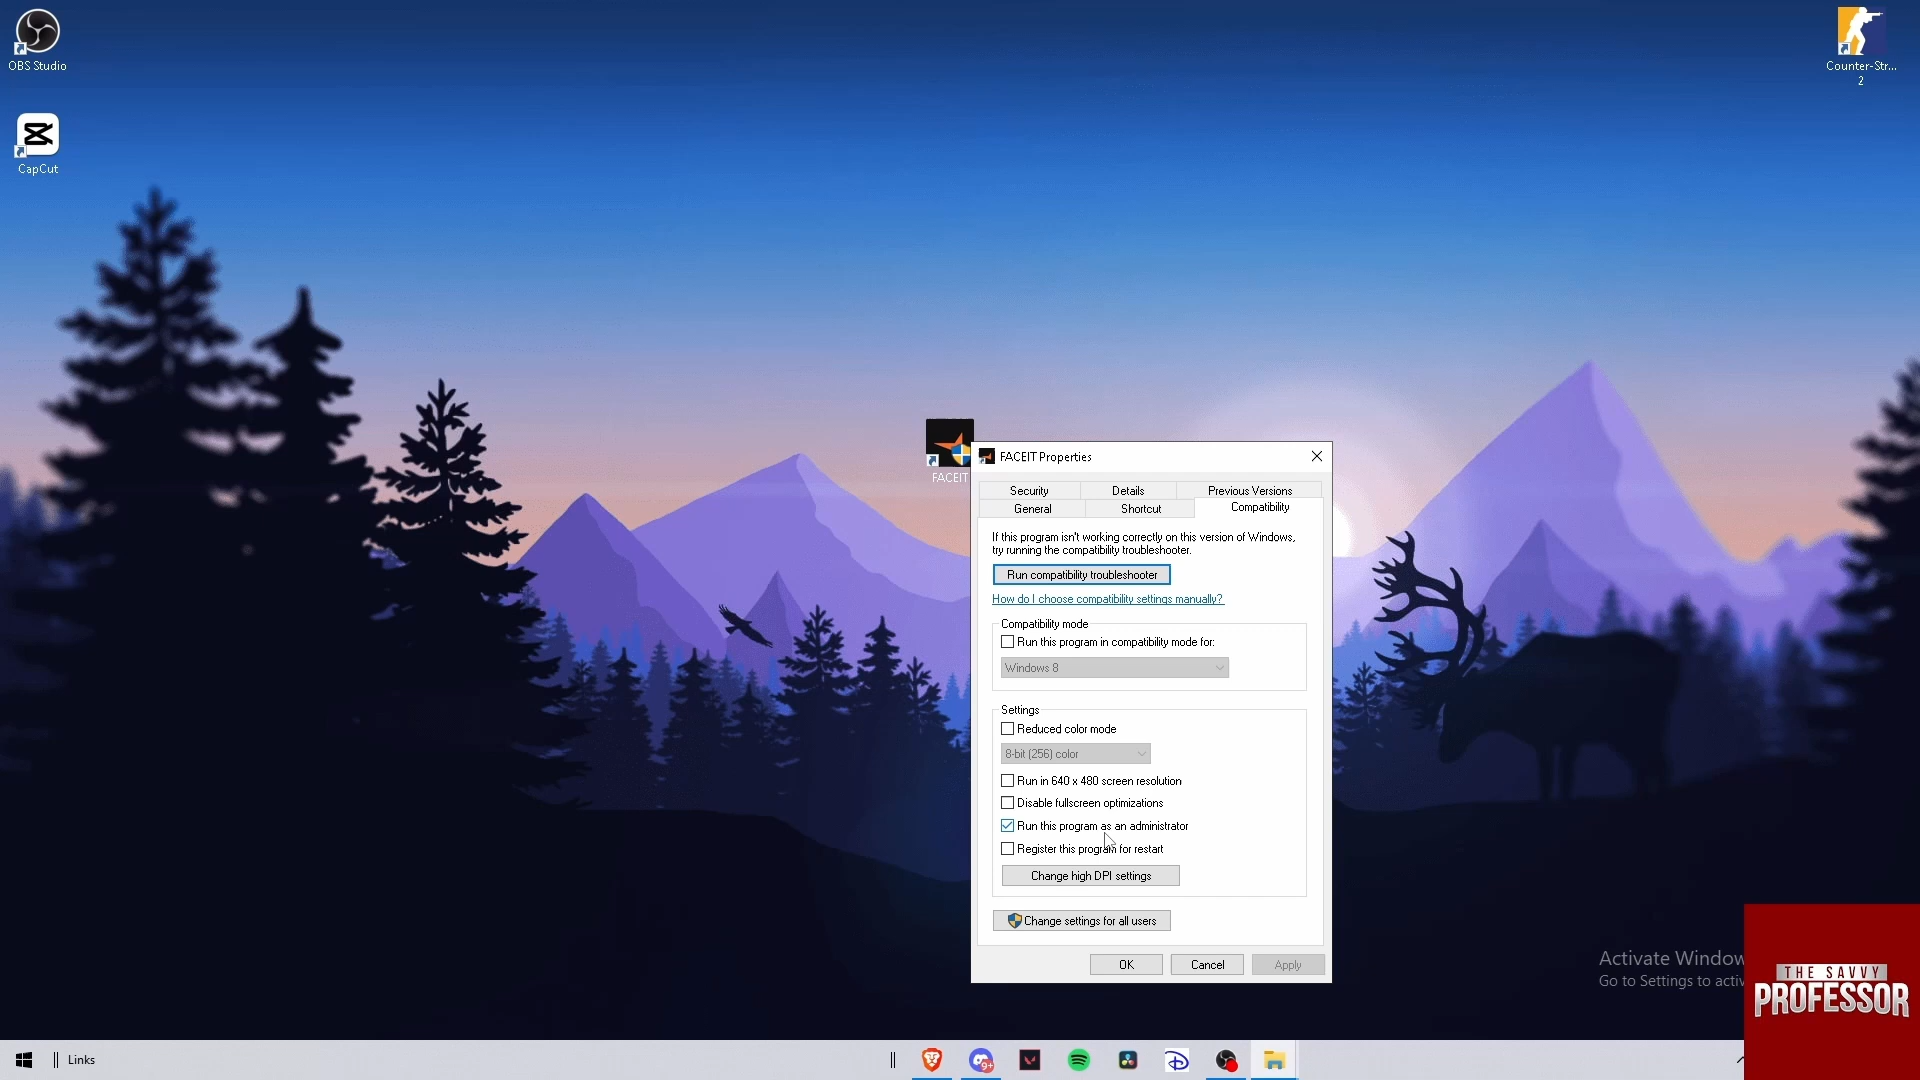 OBS Studio
CapCut
Counter-Str...
2
FACEIT
FACEIT Properties
Security
Details
Previous Versions
General
Shortcut
Compatibility
If this program isn't working correctly on this version of Windows,
try running the compatibility troubleshooter.
Run compatibility troubleshooter
How do I choose compatibility settings manually?
Compatibility mode
Run this program in compatibility mode for:
Windows 8
Settings
Reduced color mode
8-bit (256) color
Run in 640 x 480 screen resolution
Disable fullscreen optimizations
Run this program as an administrator
Register this program for restart
Change high DPI settings
Change settings for all users
OK
Cancel
Apply
Activate Window
Go to Settings to activ
THE SAVVY
PROFESSOR
Links
9+